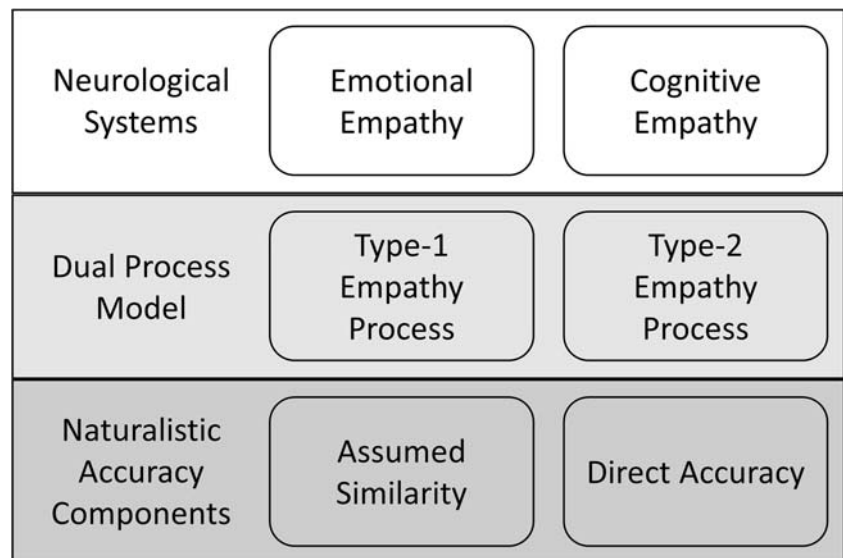 Neurological
Systems
Emotional
Empathy
Cognitive
Empathy
Dual Process
Model
Type-1
Empathy
Process
Type-2
Empathy
Process
Naturalistic
Accuracy
Components
Assumed
Similarity
Direct Accuracy